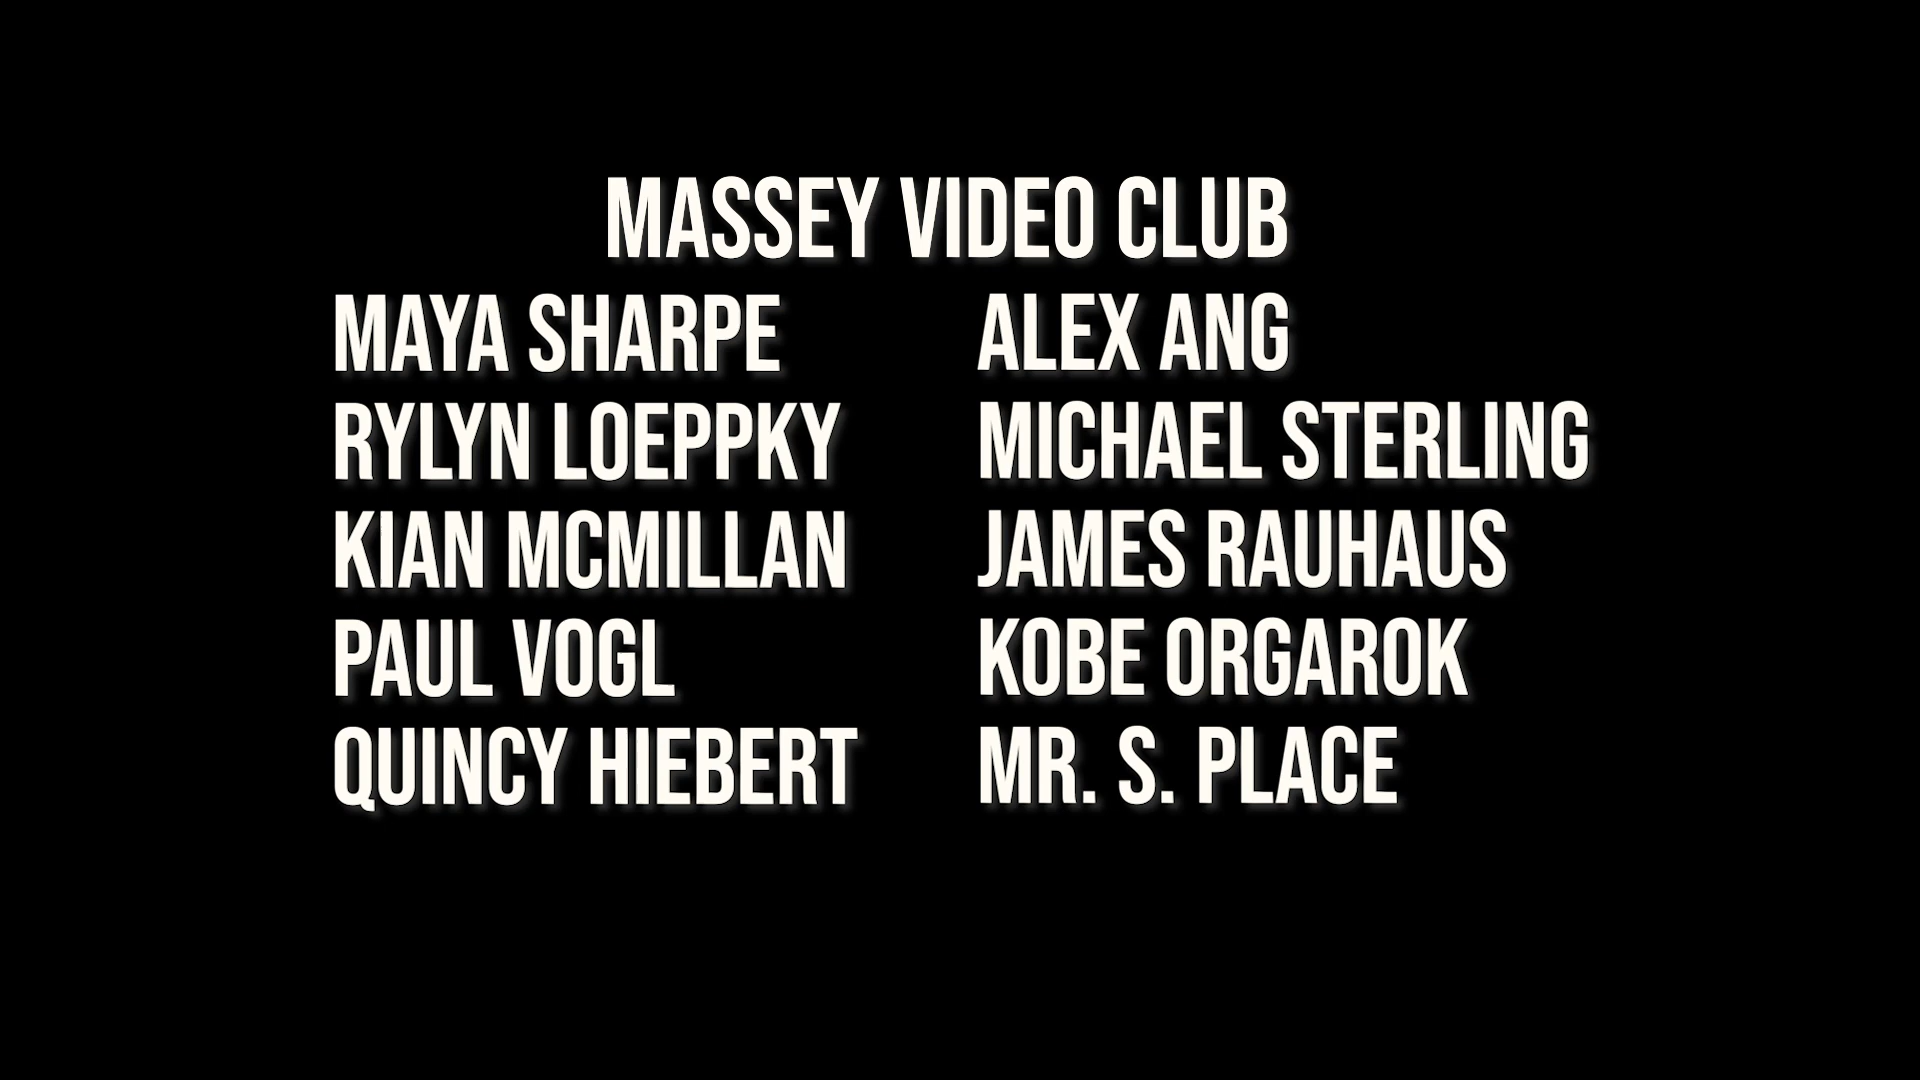 MASSEY VIDEO CLUB
MAYA SHARPE
RYLYN LOEPPKY
KIAN MCMILLAN
PAUL VOGL
QUINCY HIEBERT
ALEX ANG
MICHAEL STERLING
JAMES RAUHAUS
KOBE ORGAROK
MR. S. PLACE